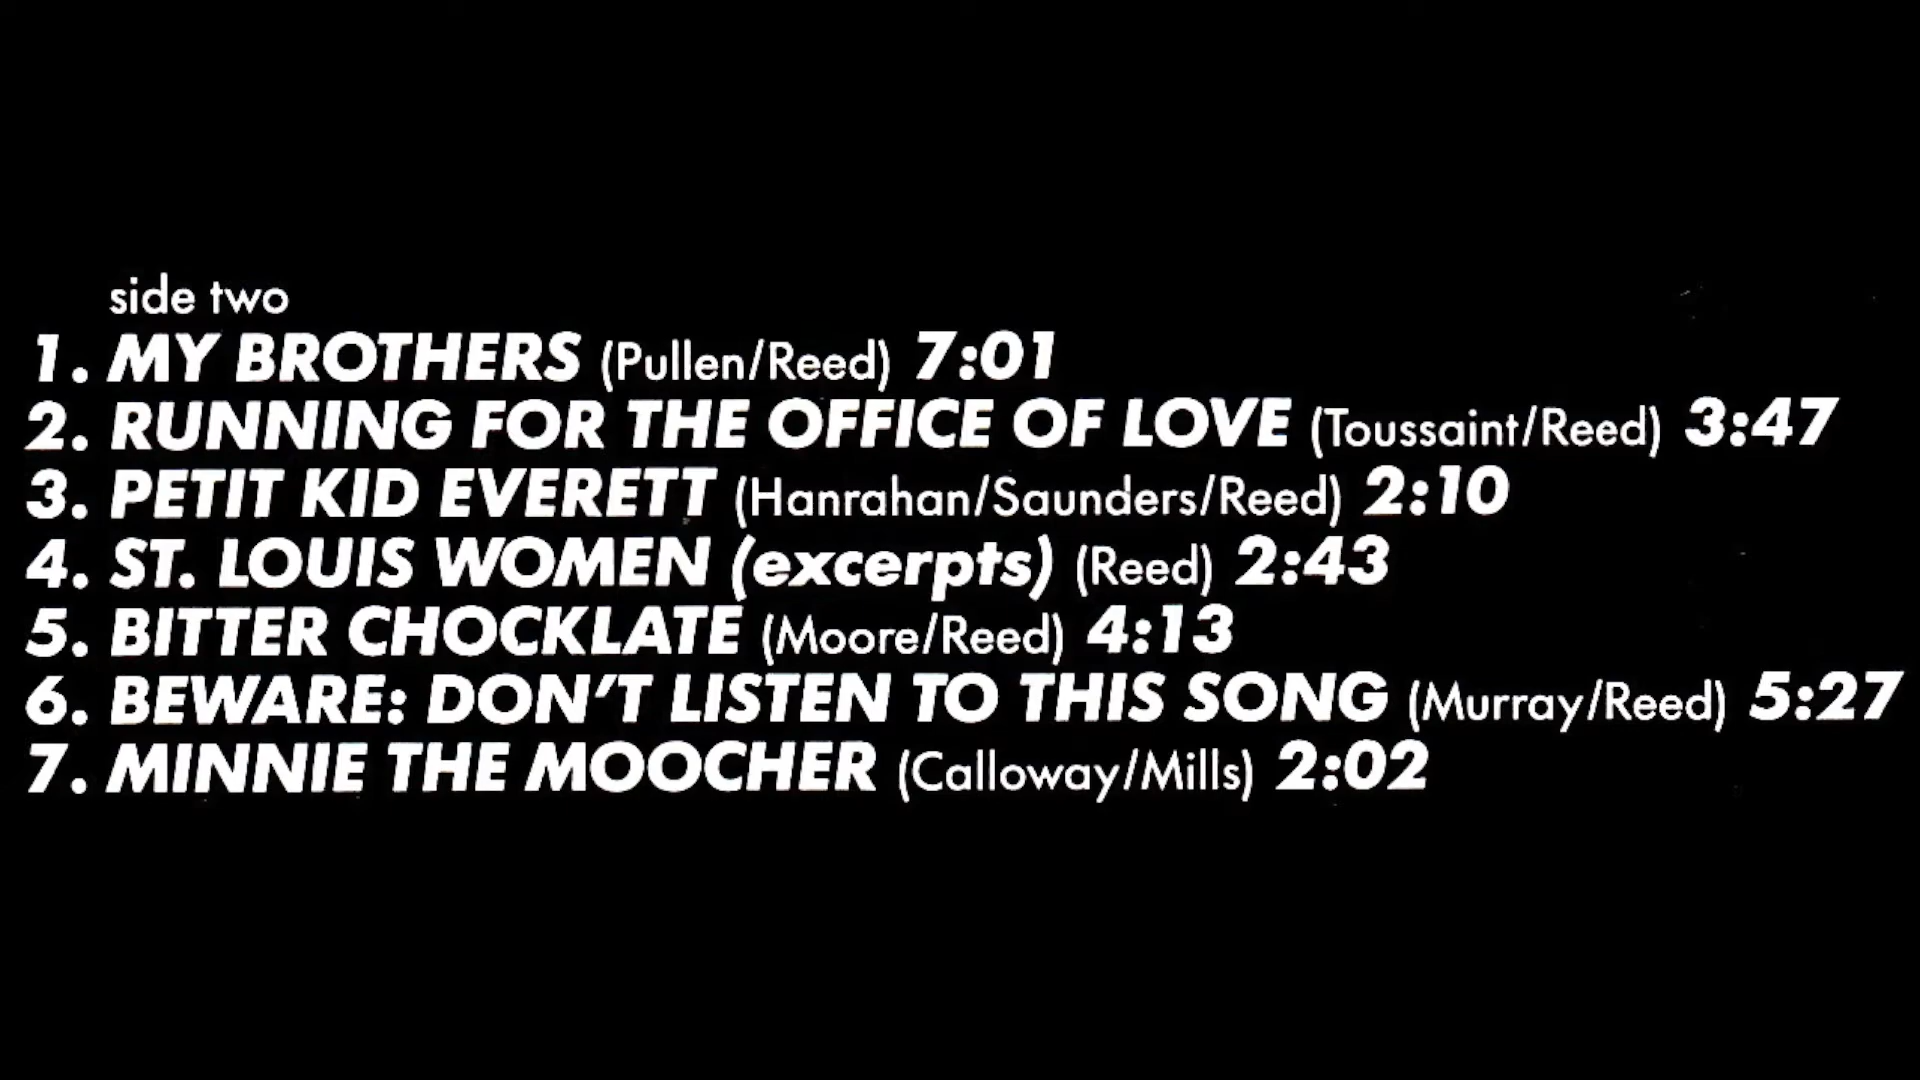 side two
1. MY BROTHERS (Pullen/Reed) 7:01
2. RUNNING FOR THE OFFICE OF LOVE (Toussaint/Reed) 3:47
3. PETIT KID EVERETT (Hanrahan/Saunders/Reed) 2:10
4. ST. LOUIS WOMEN (excerpts) (Reed) 2:43
5. BITTER CHOCKLATE (Moore/Reed) 4:13
6. BEWARE: DON'T LISTEN TO THIS SONG (Murray/Reed) 5:27
7. MINNIE THE MOOCHER (Calloway/Mills) 2:02